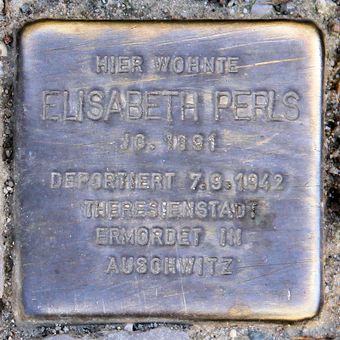 HIER WOHNTE
ELISABETH PERLS
JG. 1891
DEPORTIERT 7.9.1942
THERESIENSTADT
ERMORDET IN
AUSCHWITZ